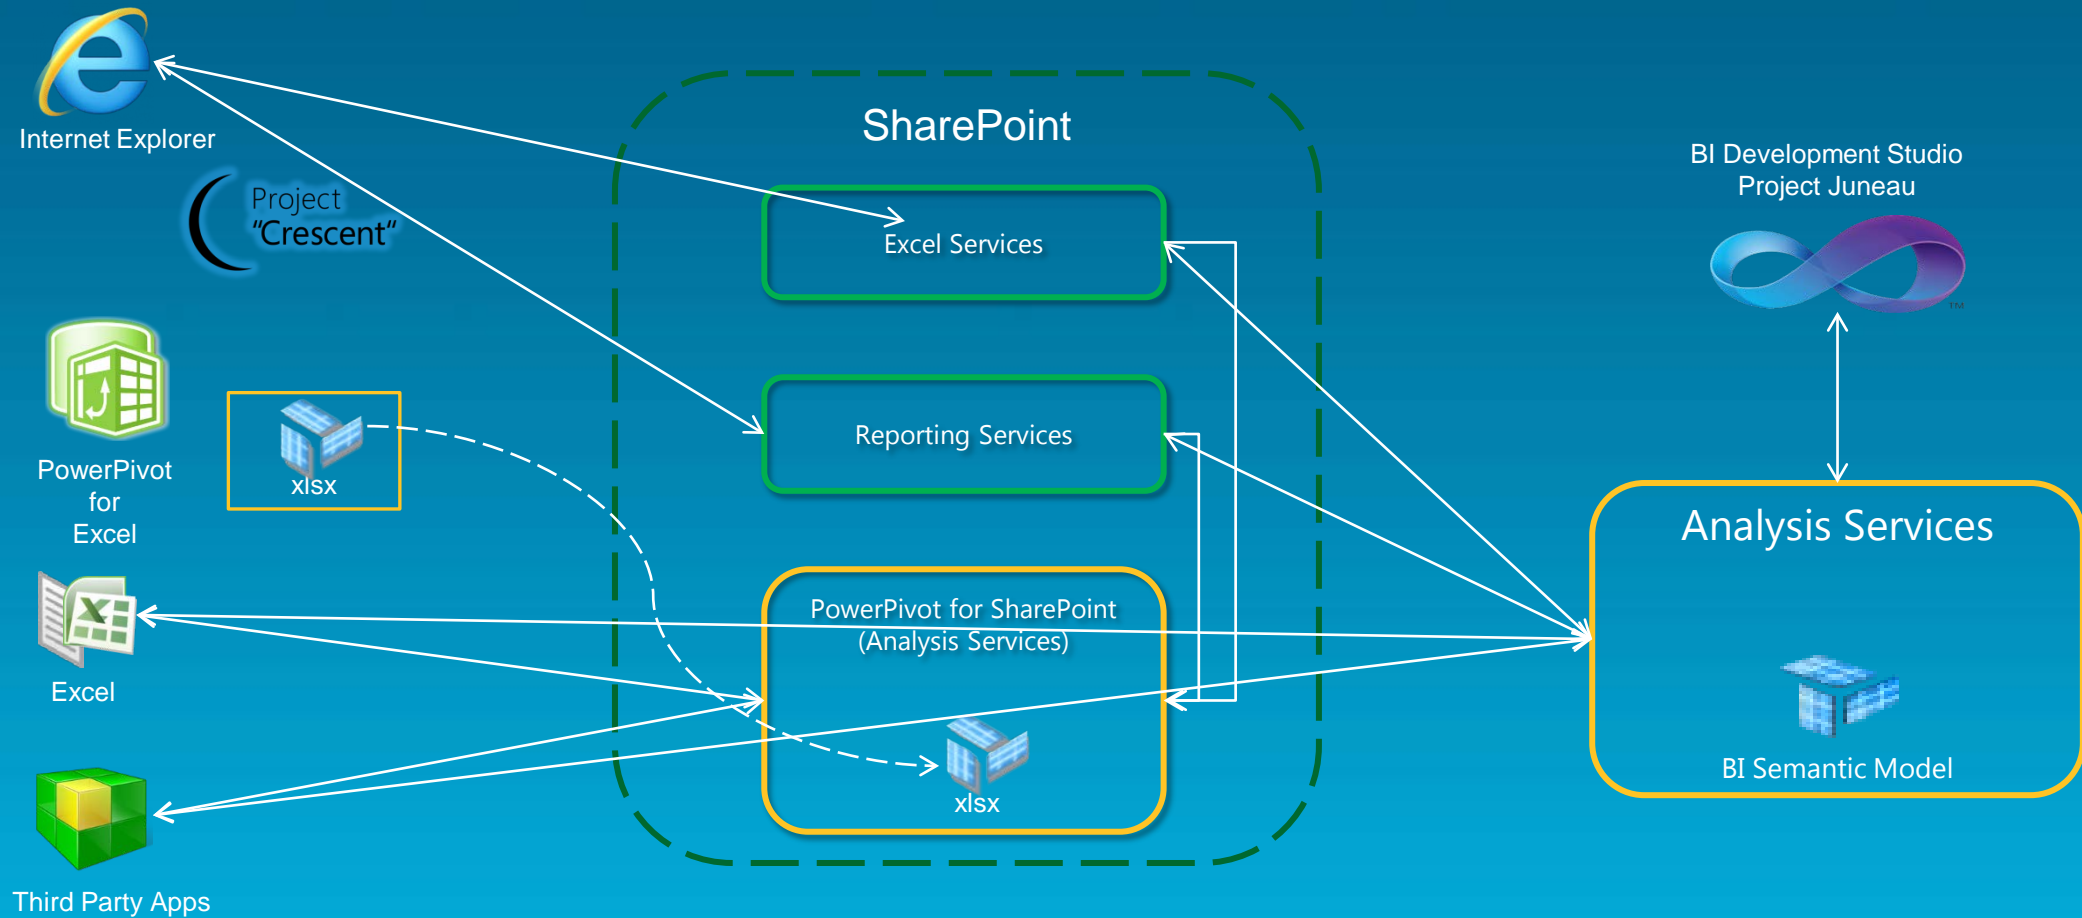 Internet Explorer
Project
"Crescent"
PowerPivot
for
Excel
xlsx
Excel
Third Party Apps
SharePoint
Excel Services
Reporting Services
PowerPivot for SharePoint
(Analysis Services)
xlsx
BI Development Studio
Project Juneau
TM
Analysis Services
BI Semantic Model